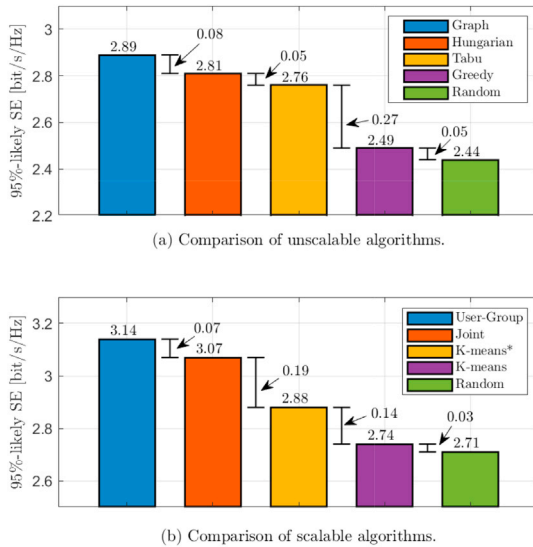 3
2.8
2.6
2.4
2.2
95%-likely SE [bit/s/Hz]
2.89
0.08
2.81
0.05
2.76
0.27
2.49
0.05
2.44
Graph
Hungarian
Tabu
Greedy
Random
(a) Comparison of unscalable algorithms.
3.2
3
2.8
2.6
95%-likely SE [bit/s/Hz]
3.14
0.07
3.07
0.19
2.88
0.14
2.74
0.03
2.71
User-Group
Joint
K-means*
K-means
Random
(b) Comparison of scalable algorithms.